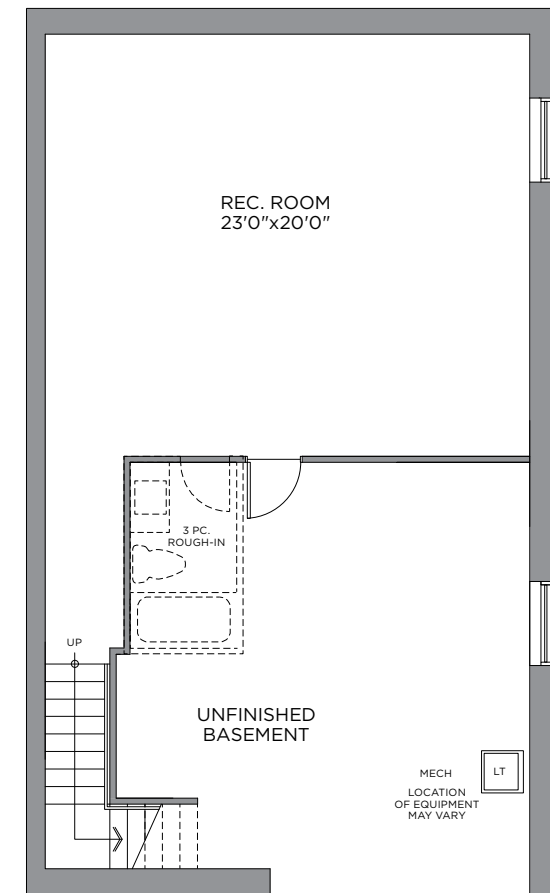 REC. ROOM
23'0"x20'0"
3 PC.
ROUGH-IN
UP
UNFINISHED
BASEMENT
MECH
LT
LOCATION
OF EQUIPMENT
MAY VARY